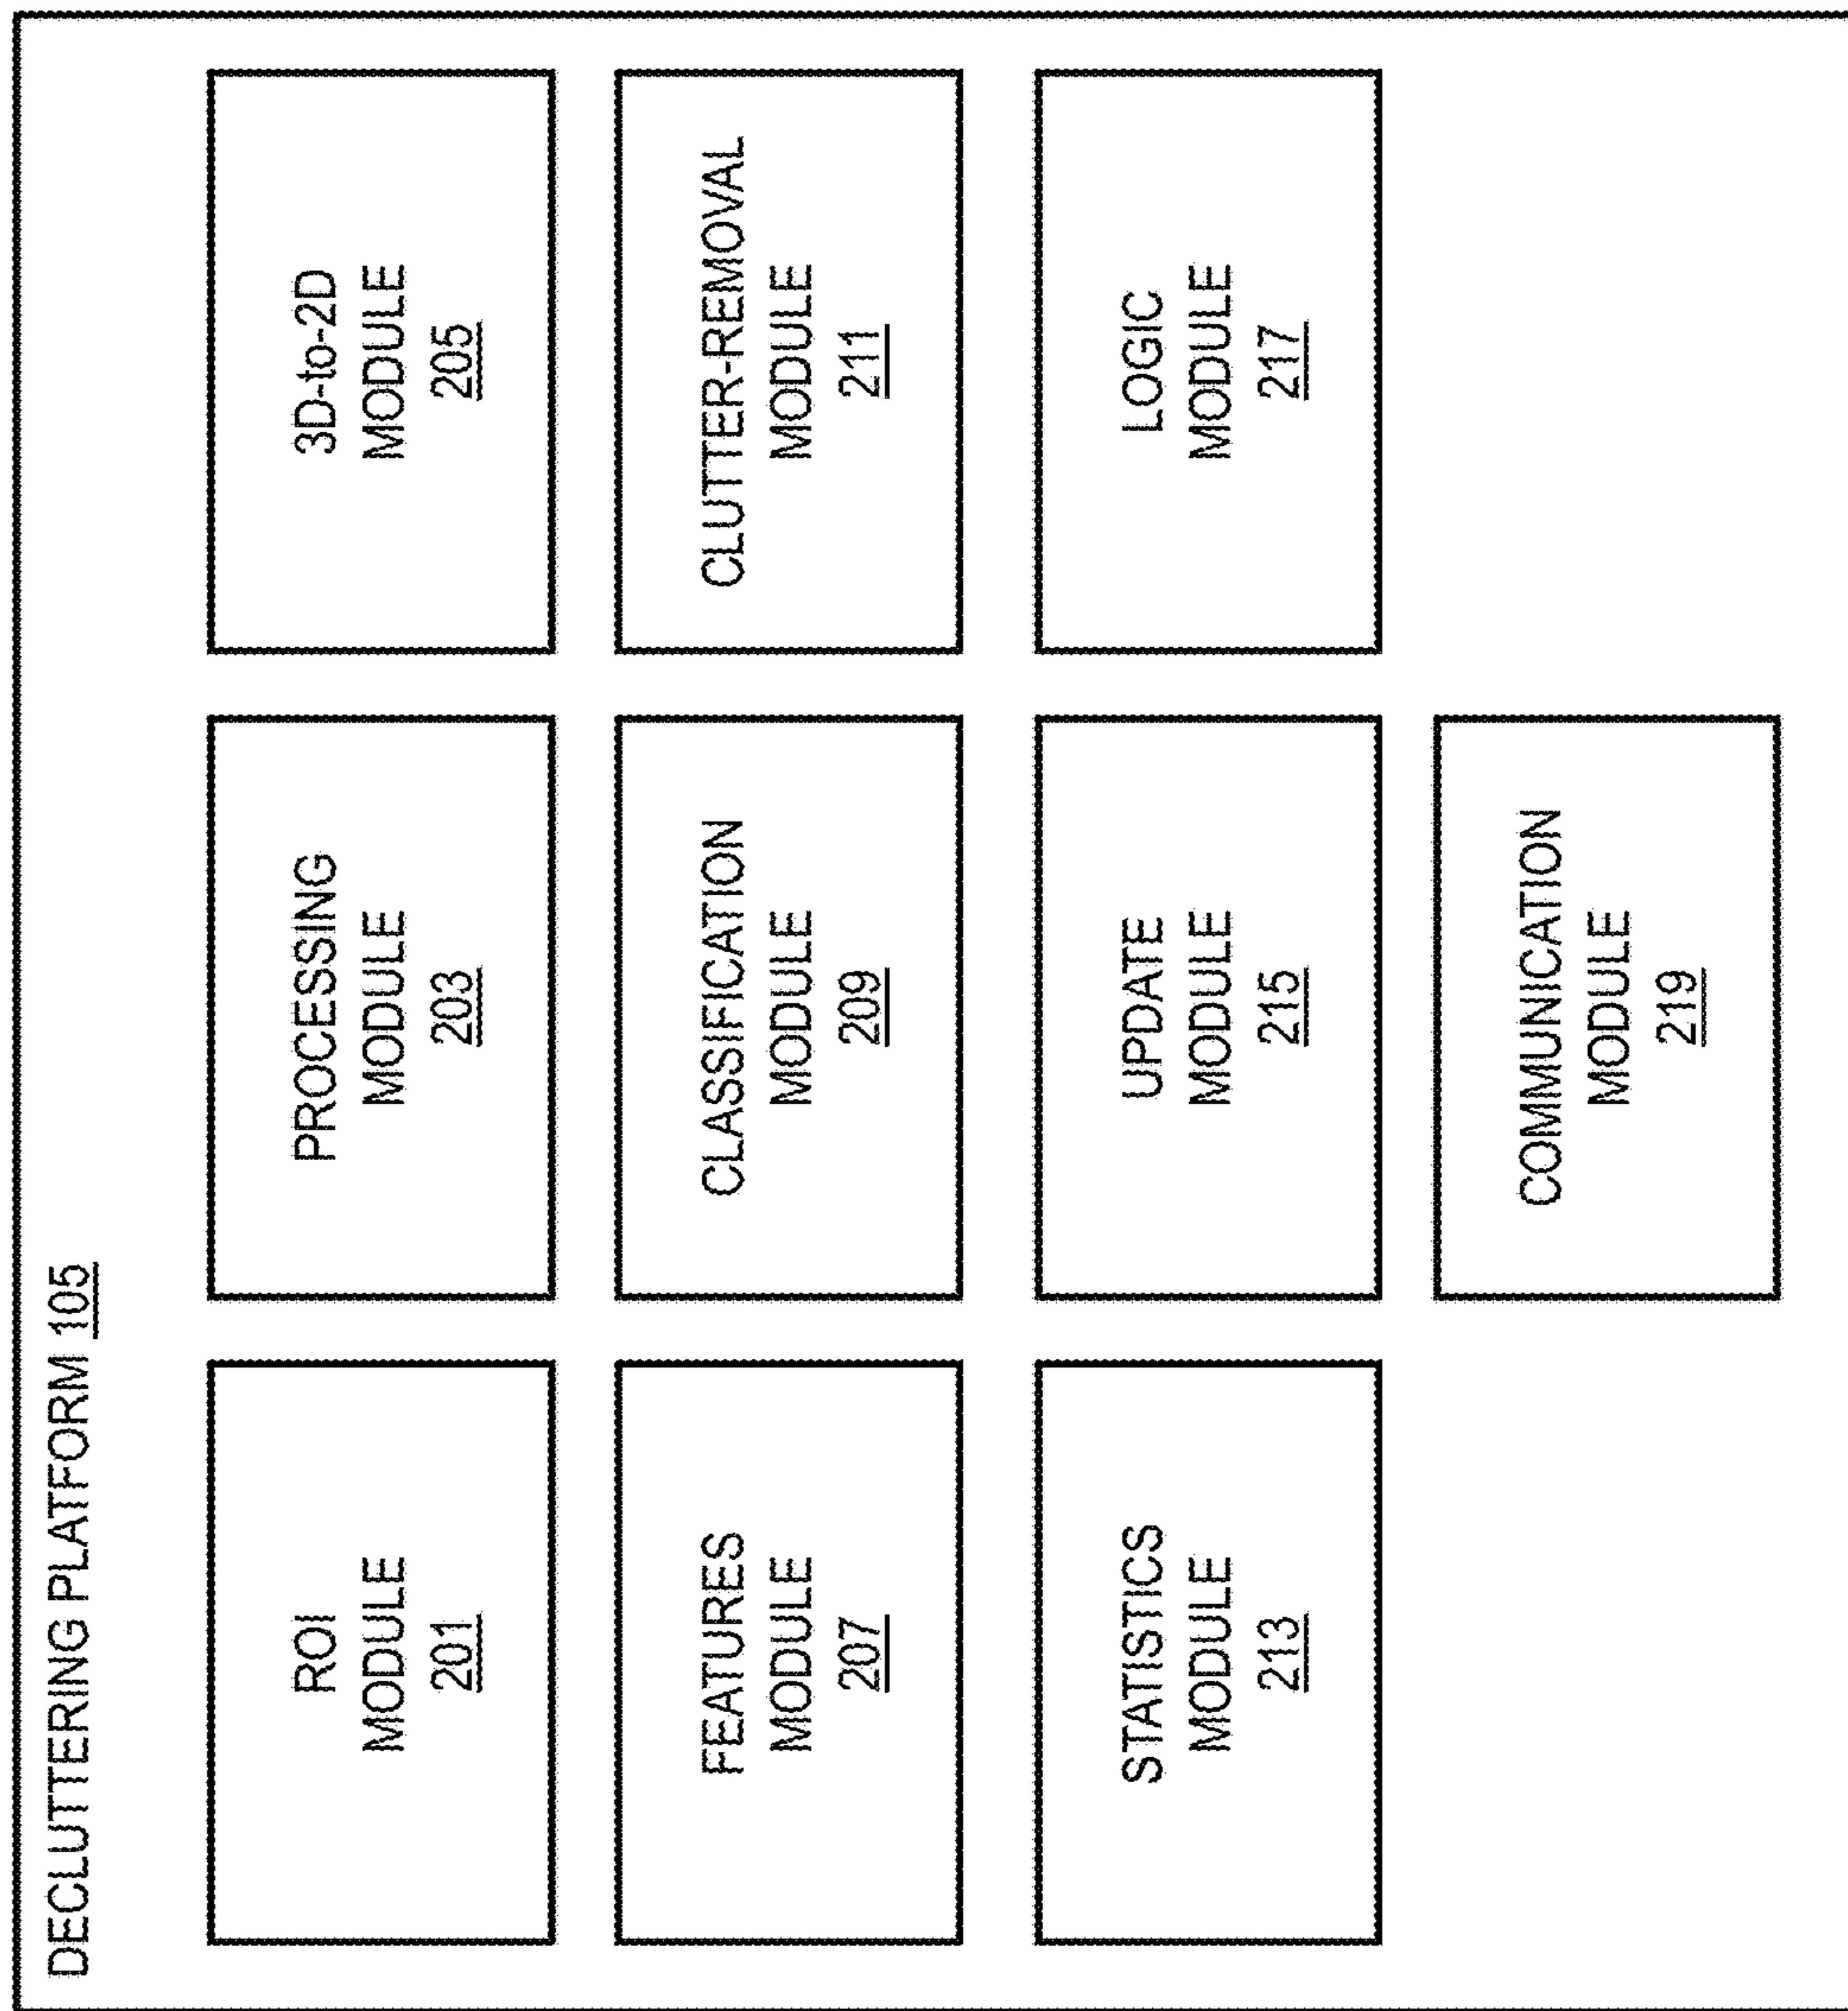 DECLUTTERING PLATFORM 105
ROI
MODULE
201
PROCESSING
MODULE
203
3D-to-2D
MODULE
205
FEATURES
MODULE
207
CLASSIFICATION
MODULE
209
CLUTTER-REMOVAL
MODULE
211
STATISTICS
MODULE
213
UPDATE
MODULE
215
LOGIC
MODULE
217
COMMUNICATION
MODULE
219